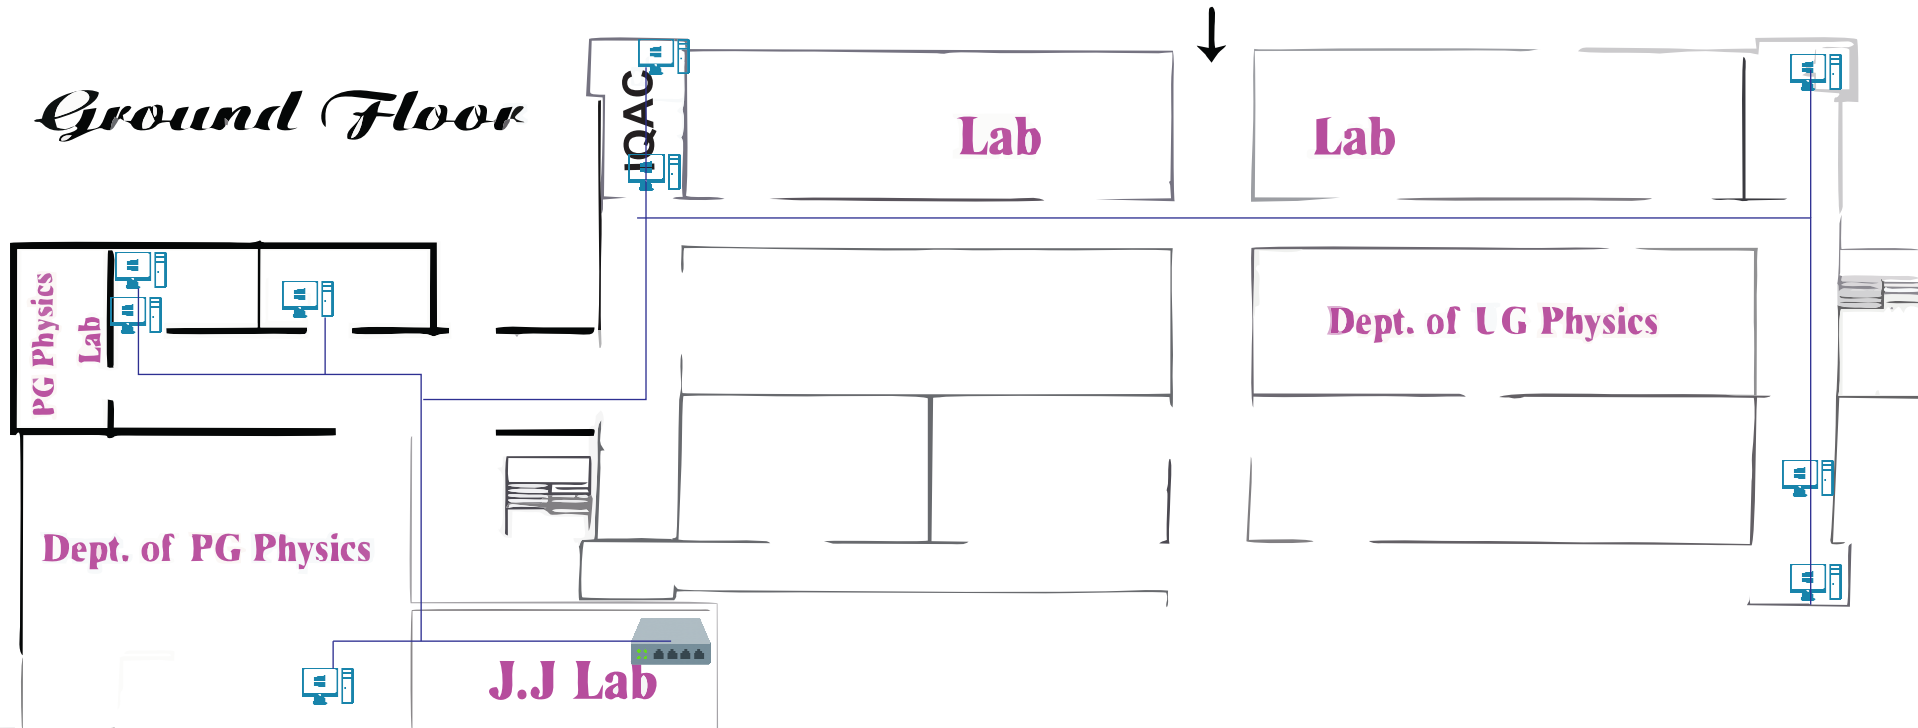 Ground Floor
IQAC
Lab
Lab
PG Physics
Lab
Dept. of UG Physics
Dept. of PG Physics
J.J Lab